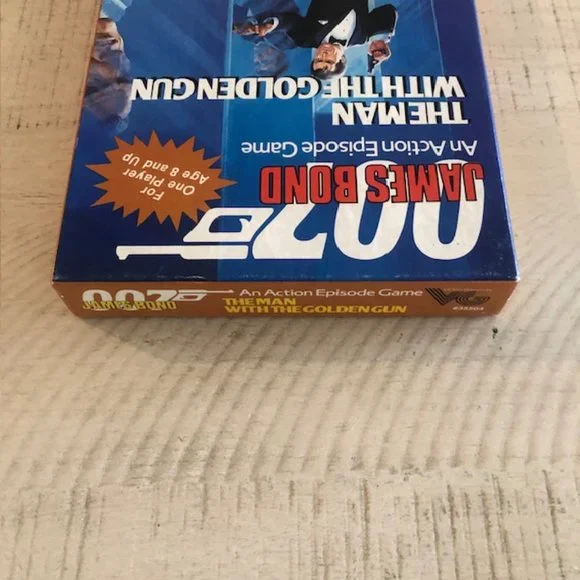 007
JAMES BOND
An Action Episode Game
THE MAN
WITH THE GOLDEN GUN
For
One Player
Age 8 and Up
007
JAMES BOND
An Action Episode Game
THE MAN
WITH THE GOLDEN GUN
VG